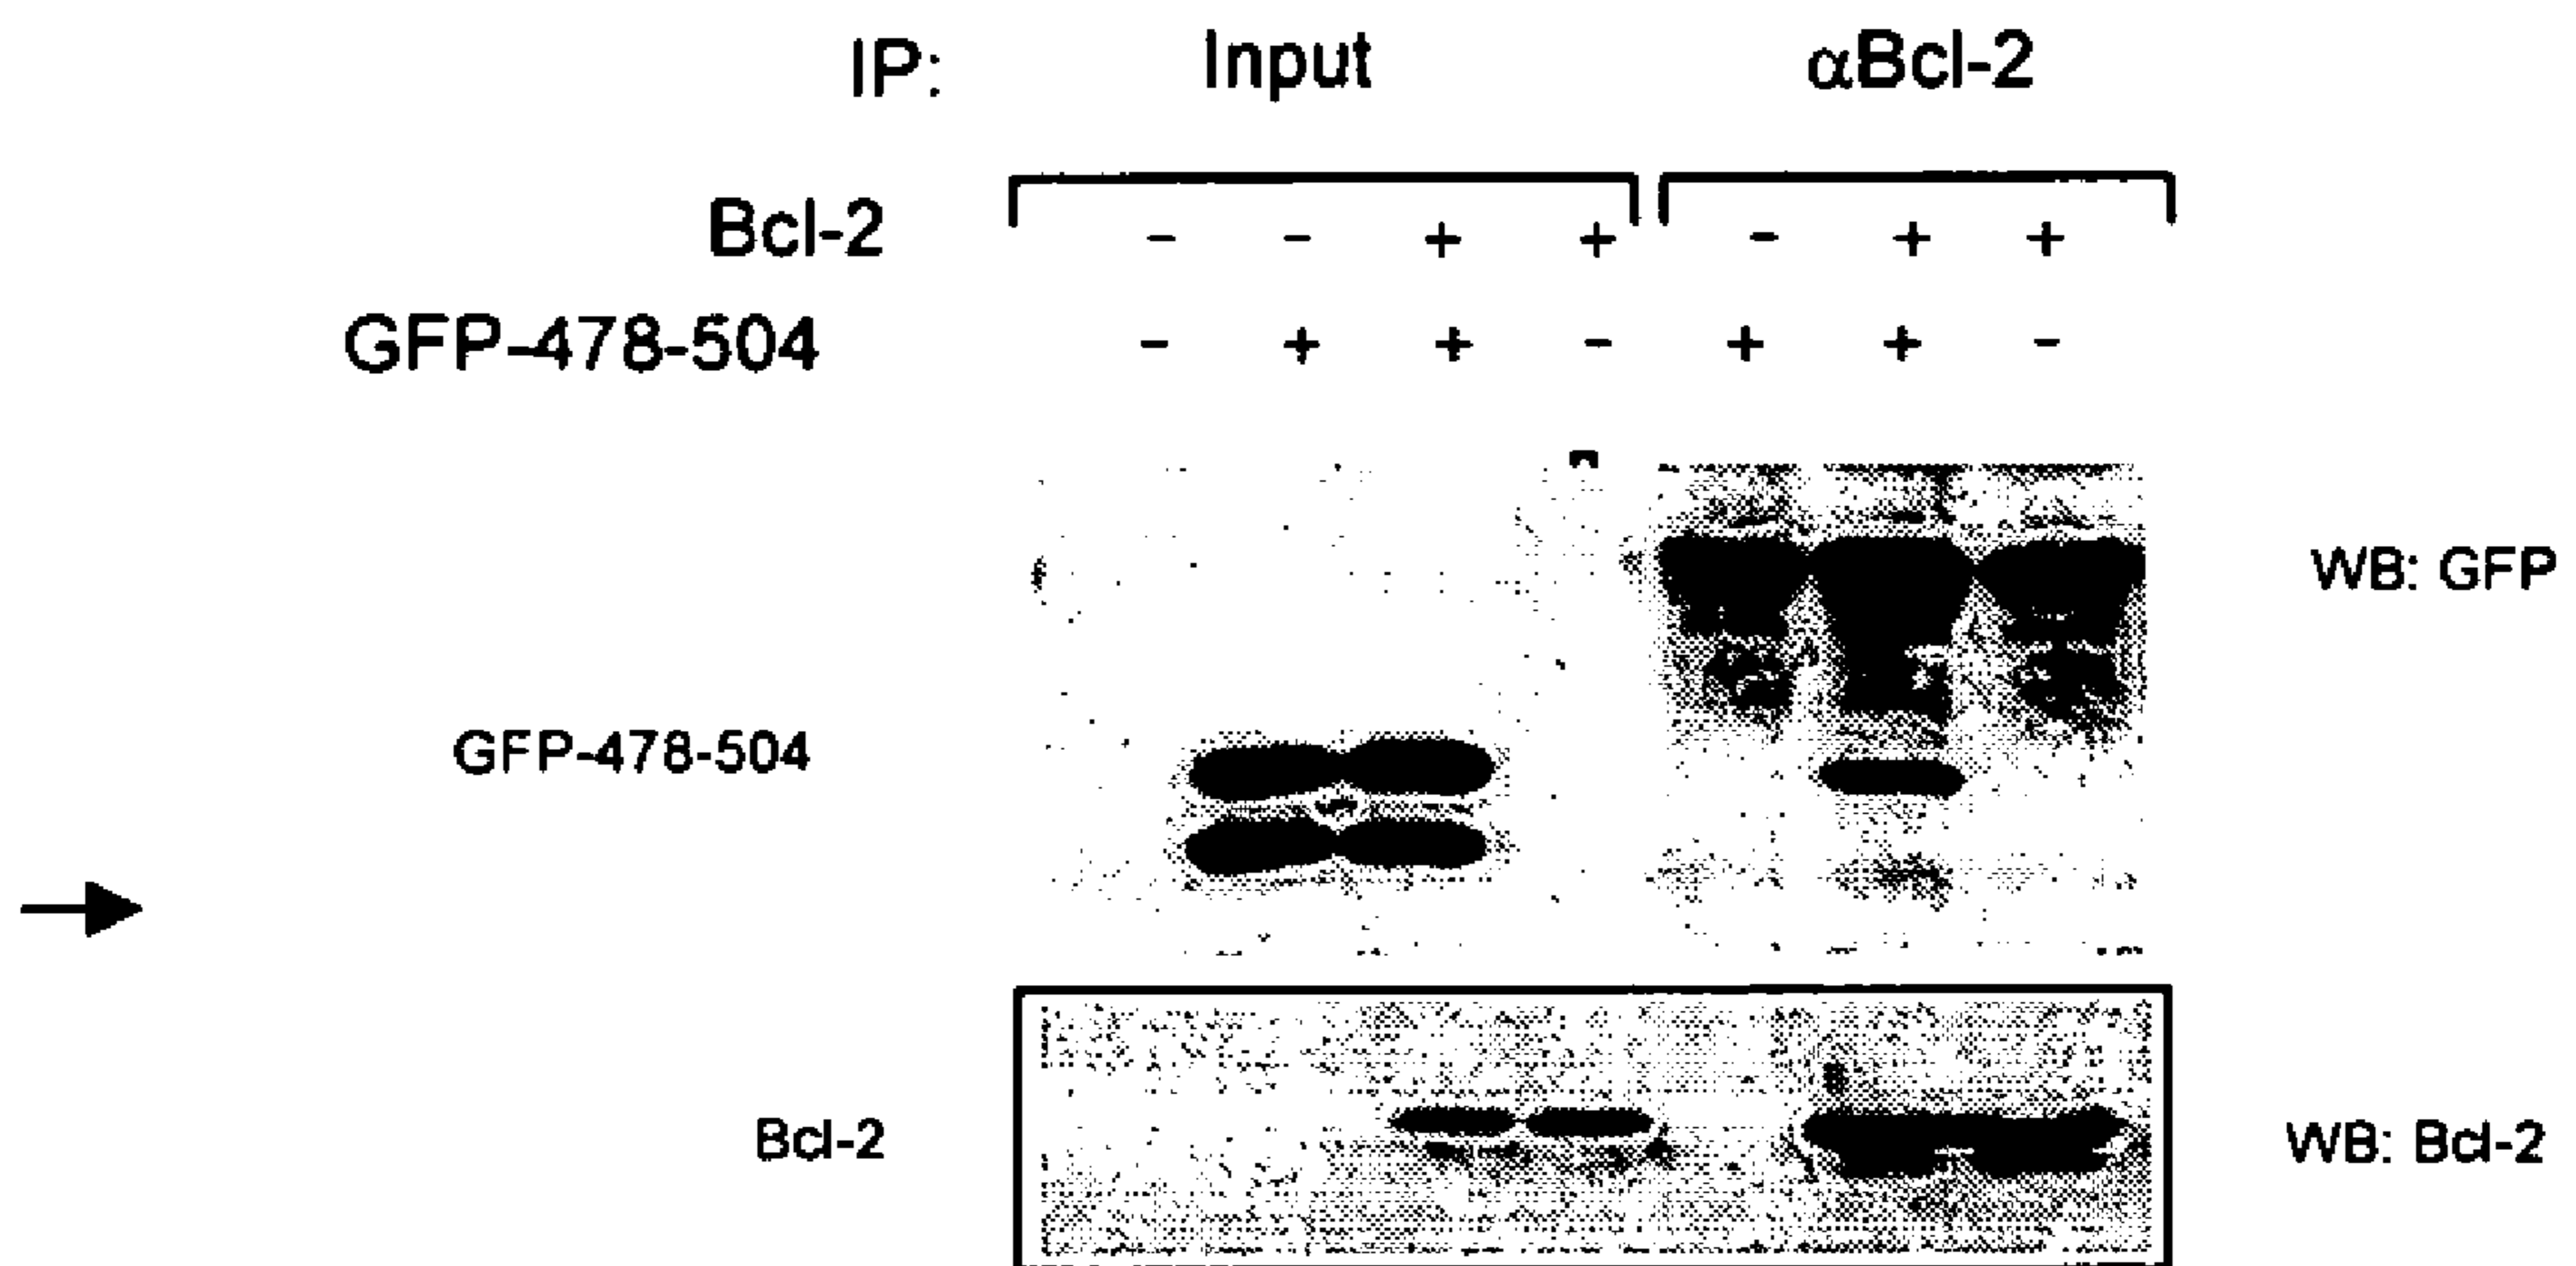 IP: Input αBcl-2
Bcl-2 - - + + - + +
GFP-478-504 - + + - + + -
WB: GFP
GFP-478-504
Bcl-2 WB: Bcl-2